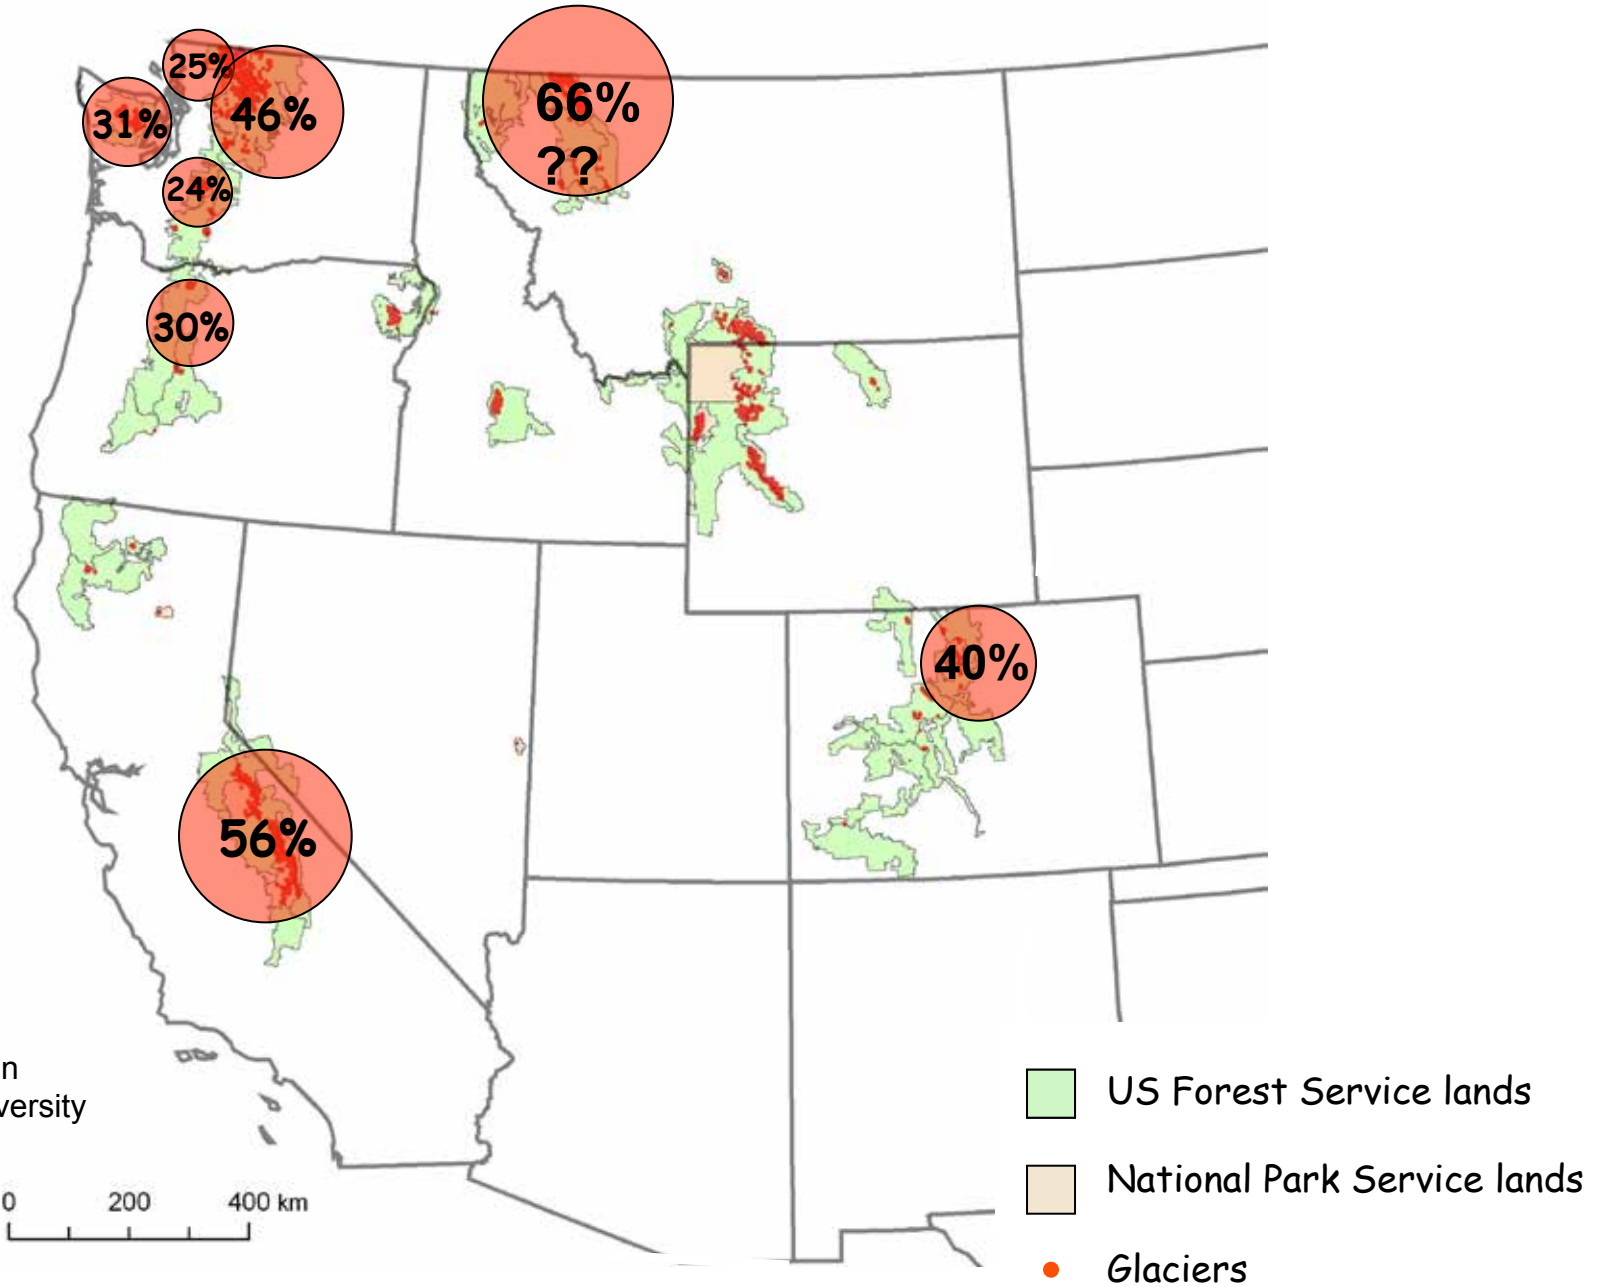 25%
31%
46%
66%
??
24%
30%
40%
56%
n
versity
0 200 400 km
US Forest Service lands
National Park Service lands
Glaciers